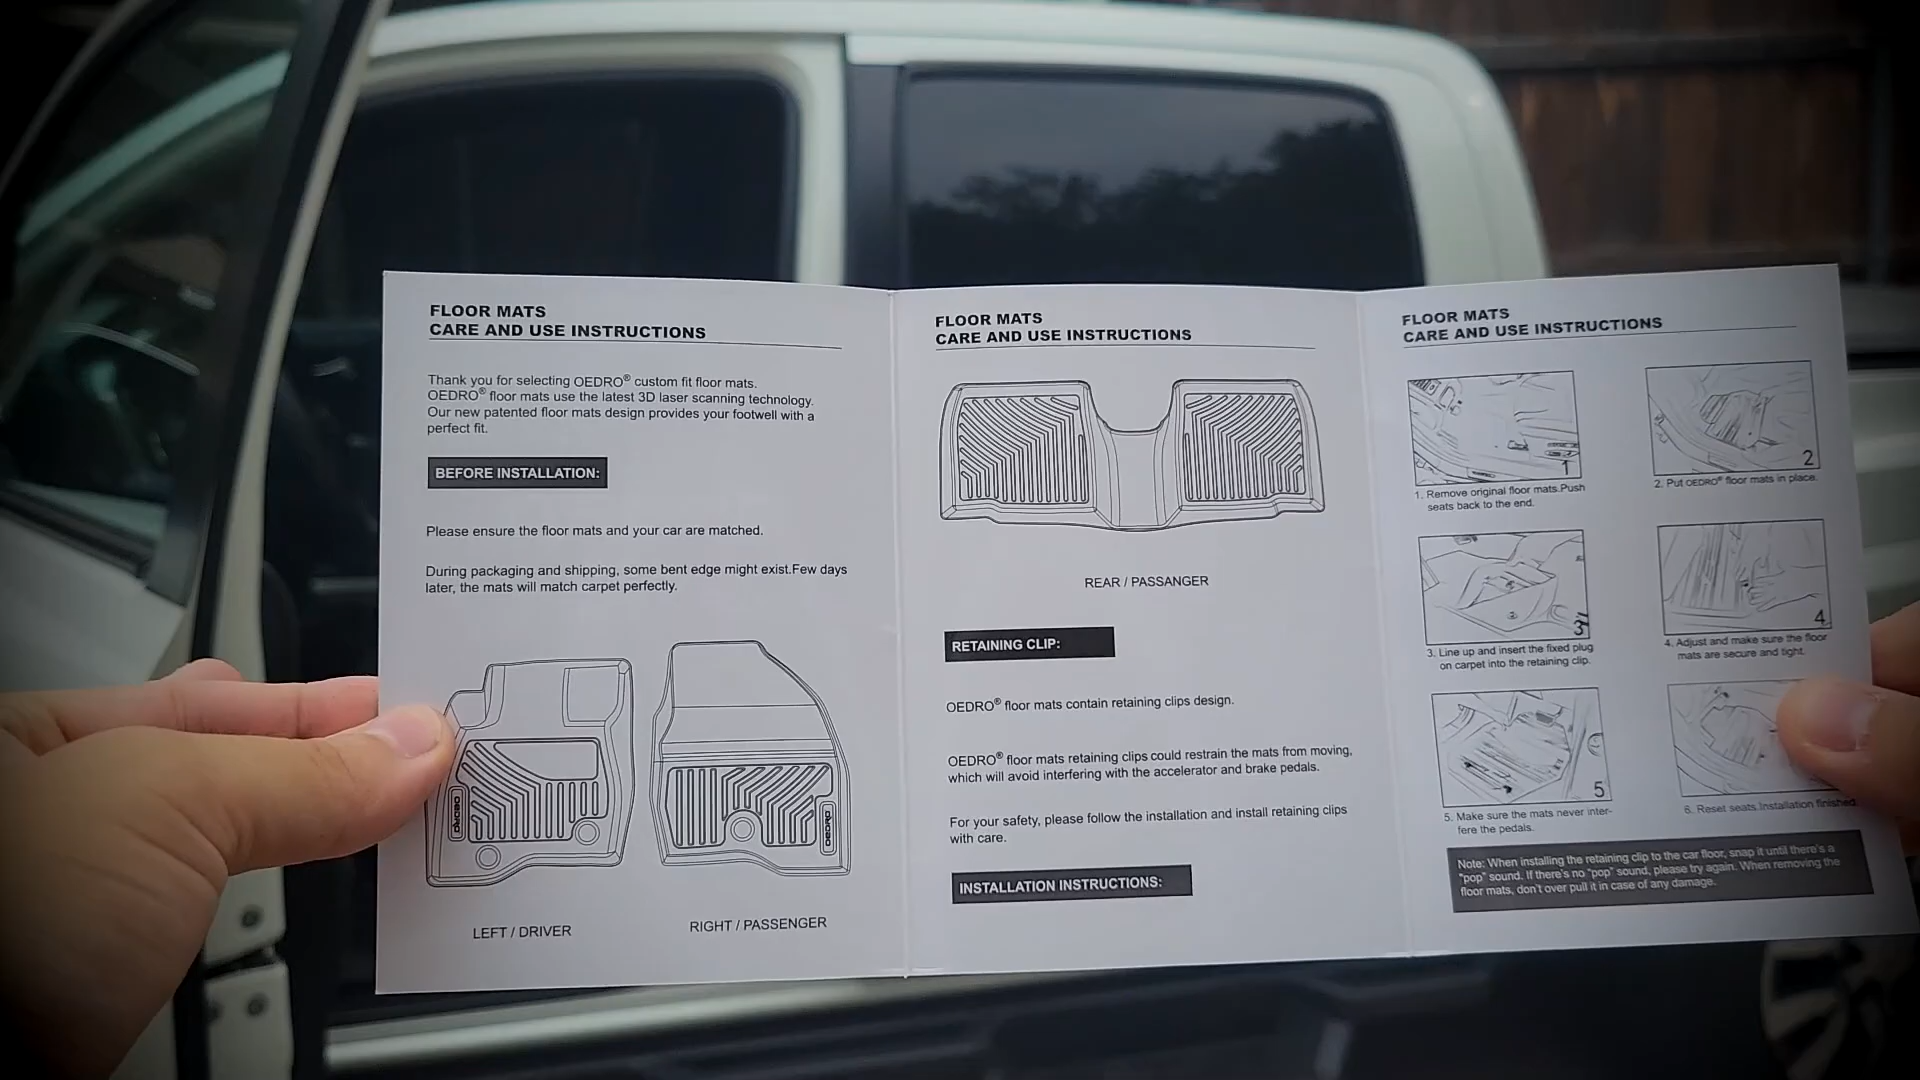 FLOOR MATS
CARE AND USE INSTRUCTIONS
Thank you for selecting OEDRO® custom fit floor mats.
OEDRO® floor mats use the latest 3D laser scanning technology.
Our new patented floor mats design provides your footwell with a
perfect fit.
BEFORE INSTALLATION:
Please ensure the floor mats and your car are matched.
During packaging and shipping, some bent edge might exist.Few days
later, the mats will match carpet perfectly.
OEDRO
OEDRO
LEFT / DRIVER
RIGHT / PASSENGER
FLOOR MATS
CARE AND USE INSTRUCTIONS
REAR / PASSANGER
RETAINING CLIP:
OEDRO® floor mats contain retaining clips design.
OEDRO® floor mats retaining clips could restrain the mats from moving,
which will avoid interfering with the accelerator and brake pedals.
For your safety, please follow the installation and install retaining clips
with care.
INSTALLATION INSTRUCTIONS:
FLOOR MATS
CARE AND USE INSTRUCTIONS
1
1. Remove original floor mats.Push
seats back to the end.
2
2. Put OEDRO® floor mats in place.
3
3. Line up and insert the fixed plug
on carpet into the retaining clip.
4
4. Adjust and make sure the floor
mats are secure and tight.
5
5. Make sure the mats never inter-
fere the pedals.
6. Reset seats.Installation finished
Note: When installing the retaining clip to the car floor, snap it until there's a
"pop" sound. If there's no "pop" sound, please try again. When removing the
floor mats, don't over pull it in case of any damage.